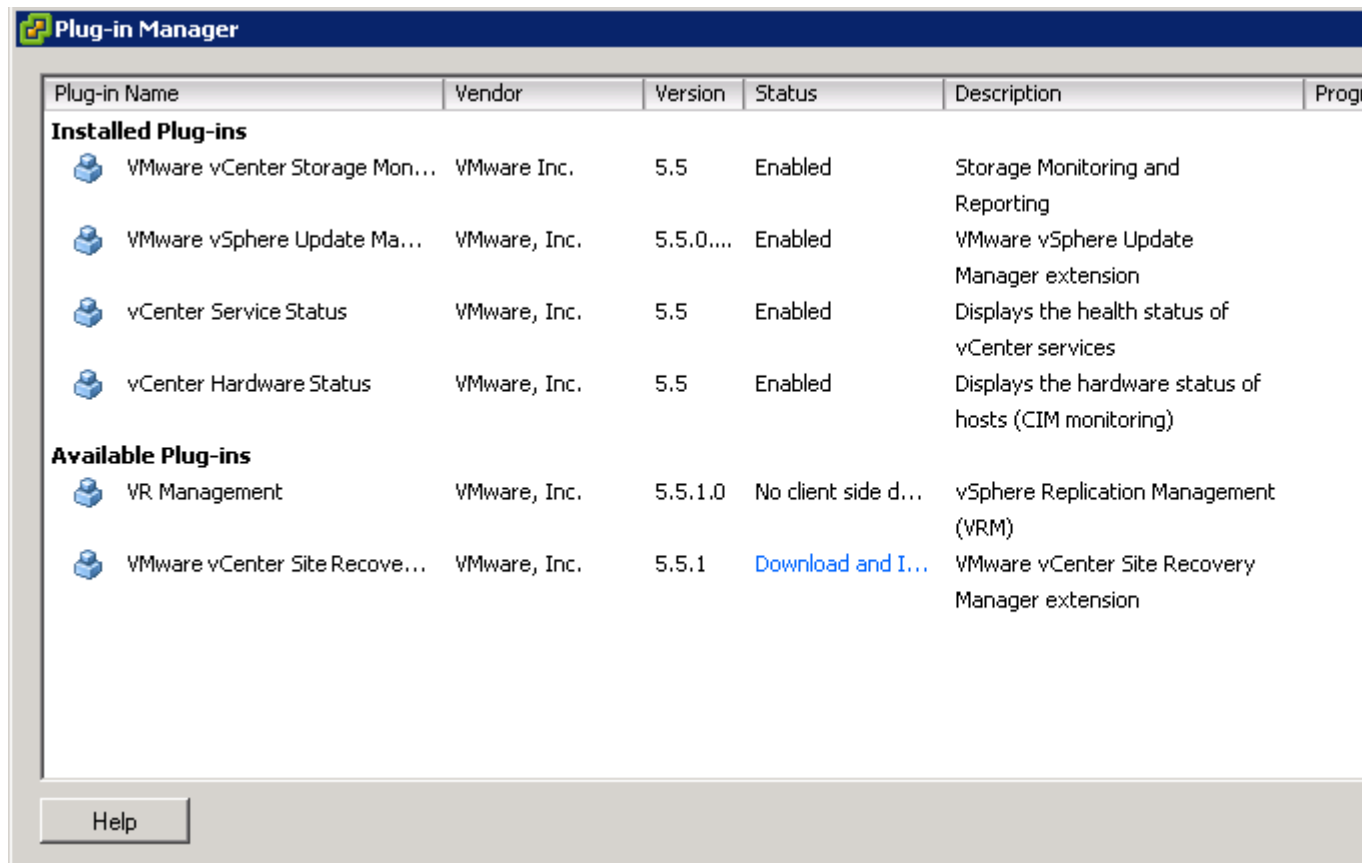 Plug-in Manager
Plug-in Name Vendor Version Status Description Progr
Installed Plug-ins
VMware vCenter Storage Mon... VMware Inc. 5.5 Enabled Storage Monitoring and
Reporting
VMware vSphere Update Ma... VMware, Inc. 5.5.0.... Enabled VMware vSphere Update
Manager extension
vCenter Service Status VMware, Inc. 5.5 Enabled Displays the health status of
vCenter services
vCenter Hardware Status VMware, Inc. 5.5 Enabled Displays the hardware status of
hosts (CIM monitoring)
Available Plug-ins
VR Management VMware, Inc. 5.5.1.0 No client side d... vSphere Replication Management
(VRM)
VMware vCenter Site Recove... VMware, Inc. 5.5.1 Download and I... VMware vCenter Site Recovery
Manager extension
Help